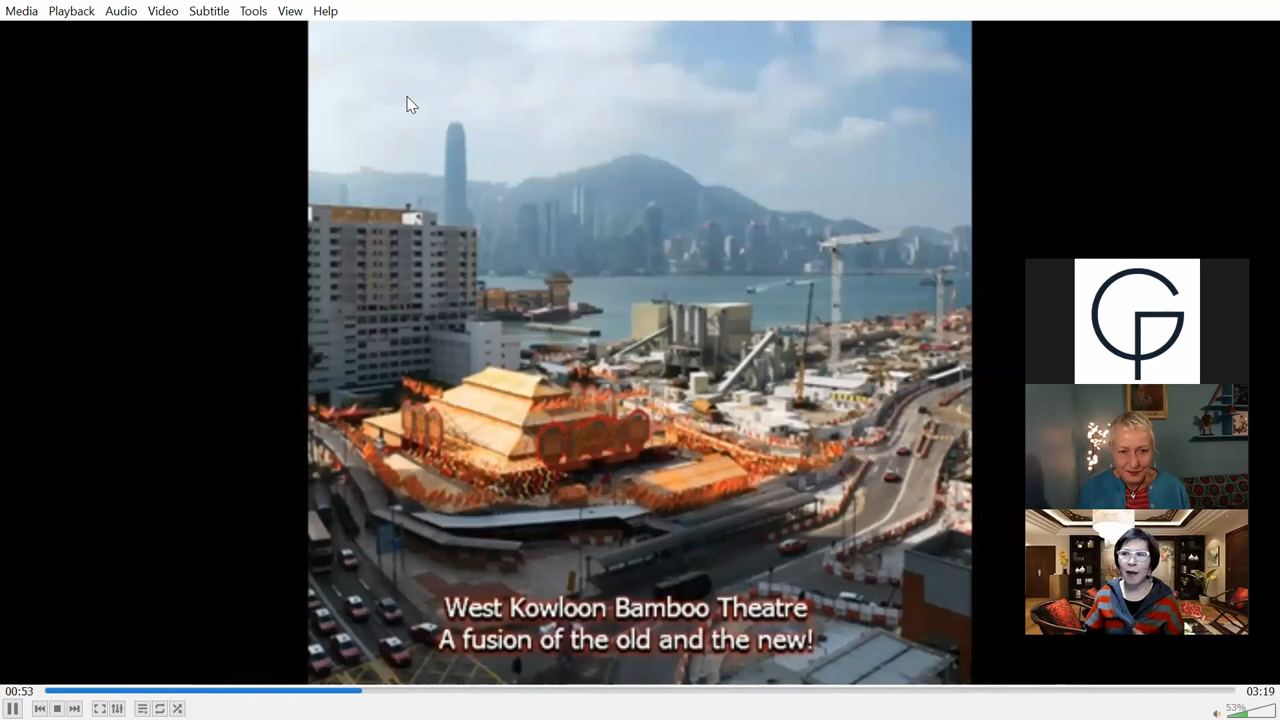 Media Playback Audio Video Subtitle Tools View Help
West Kowloon Bamboo Theatre
A fusion of the old and the new!
00:53
03:19
53%